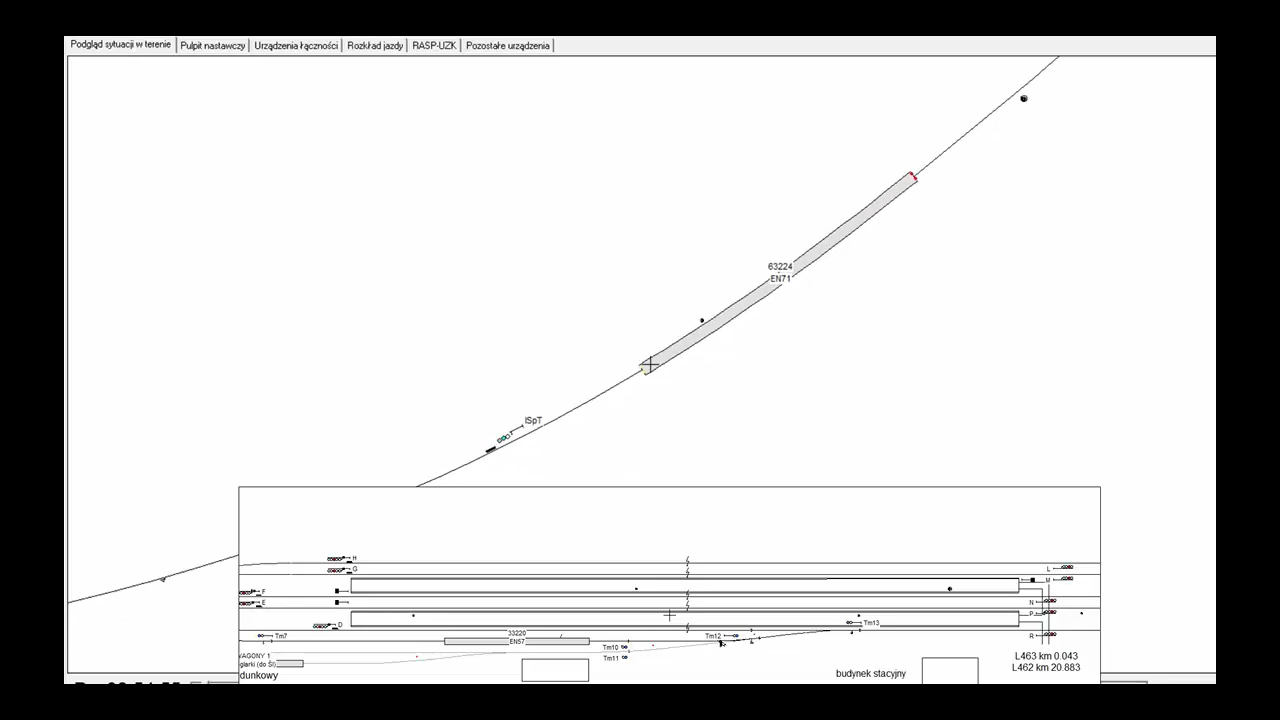 Podgląd sytuacji w terenie
Pulpit nastawczy
Urządzenia łączności
Rozkład jazdy
RASP-UZK
Pozostałe urządzenia
63224
EN71
ISpT
H
G
L
M
F
E
N
P
D
Tm13
33220
R
Tm7
EN57
Tm12
Tm10
WAGONY 1
Tm11
L463 km 0.043
glarki (do Śl)
L462 km 20.883
dunkowy
budynek stacyjny